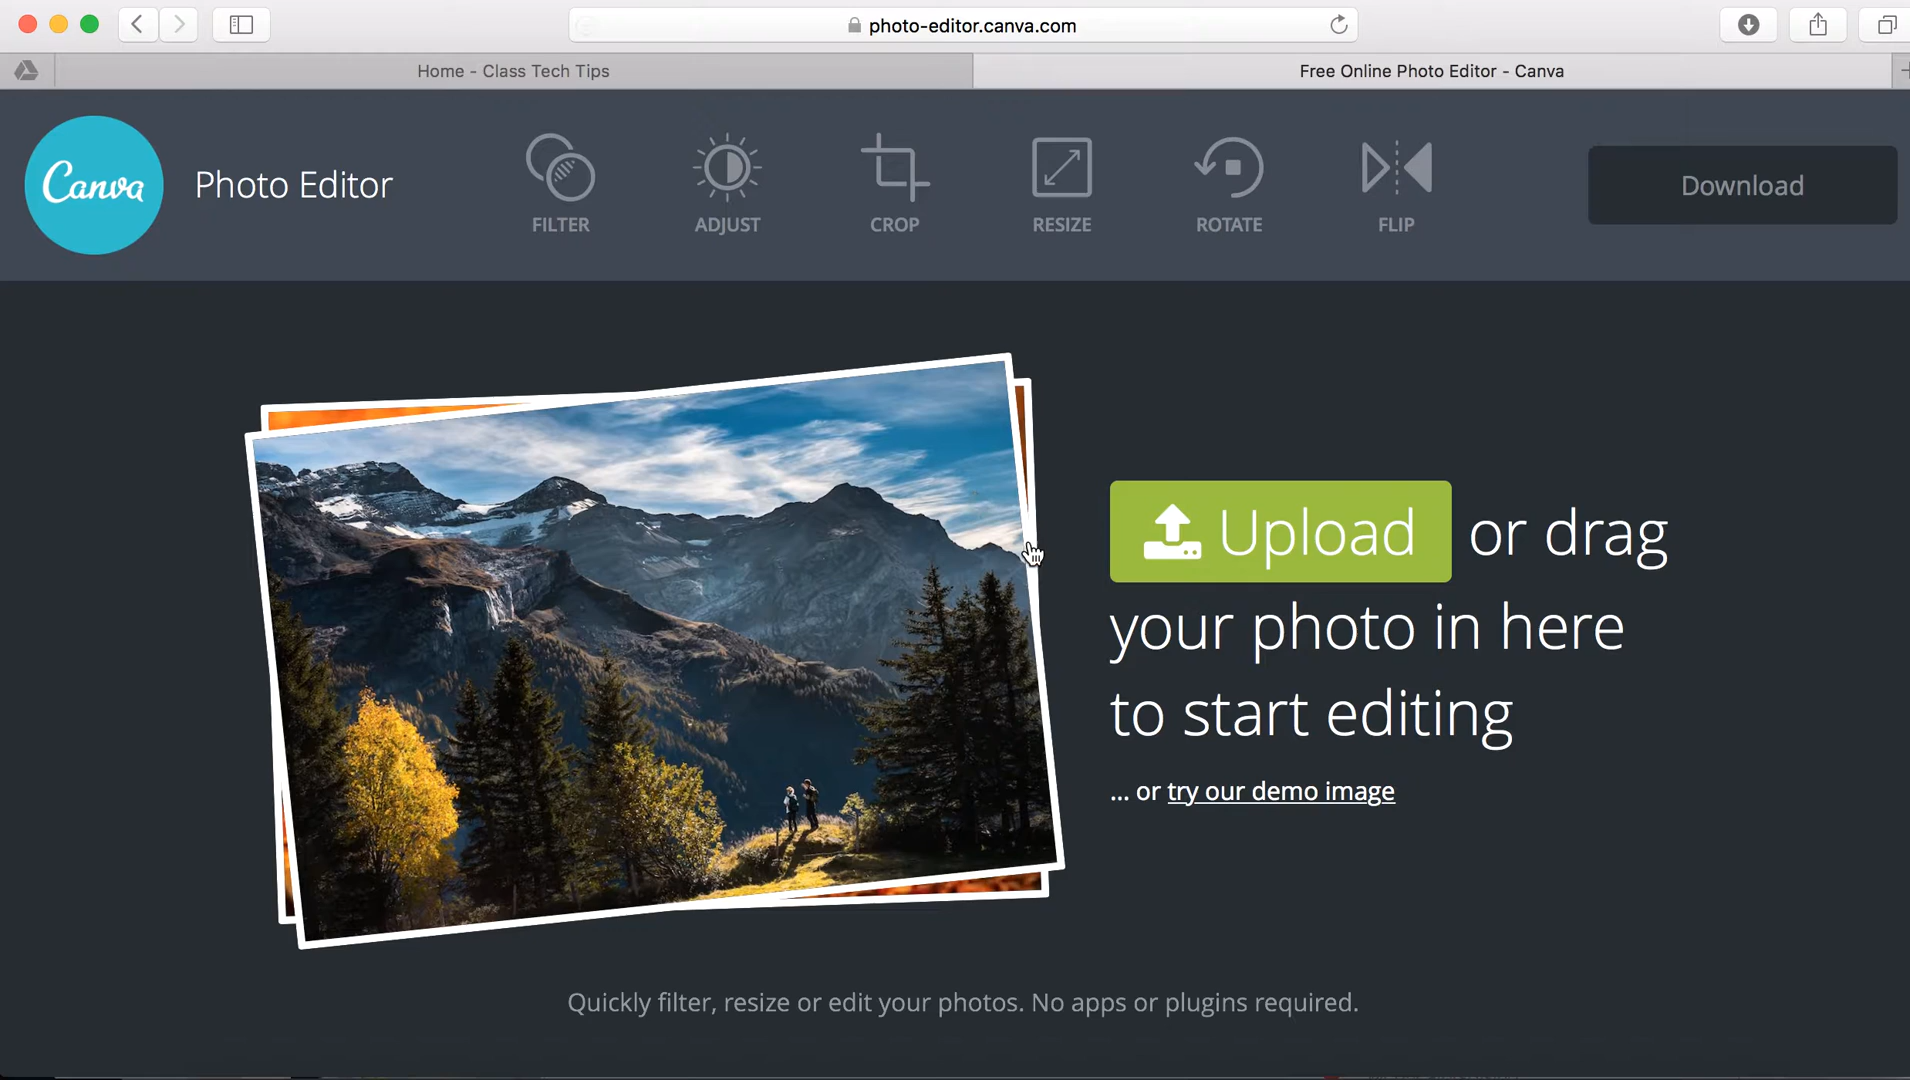 photo-editor.canva.com
Home - Class Tech Tips
Free Online Photo Editor - Canva
Canva
Photo Editor
FILTER
ADJUST
CROP
RESIZE
ROTATE
FLIP
Download
Upload or drag
your photo in here
to start editing
... or try our demo image
Quickly filter, resize or edit your photos. No apps or plugins required.